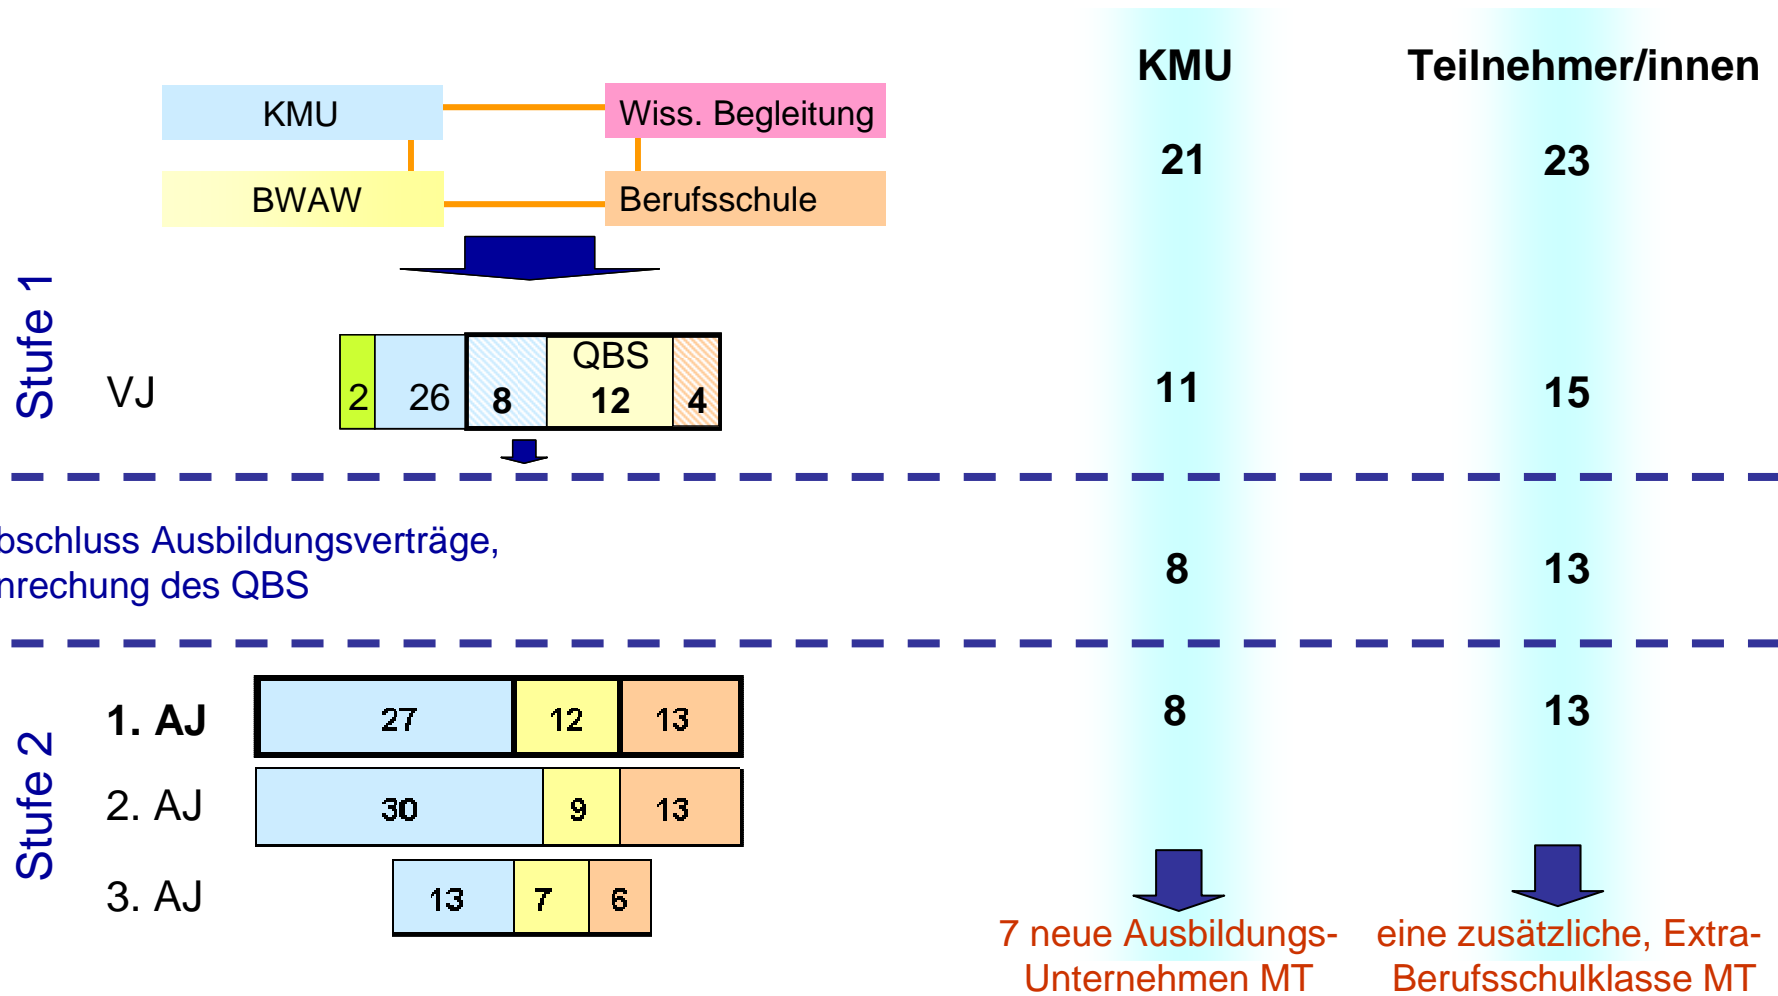 KMU
Teilnehmer/innen
KMU
Wiss. Begleitung
21
23
BWAW
Berufsschule
Stufe 1
VJ
2
26
8
QBS
12
4
11
15
bschluss Ausbildungsverträge,
nrechung des QBS
8
13
Stufe 2
1. AJ
27
12
13
8
13
2. AJ
30
9
13
3. AJ
13
7
6
7 neue Ausbildungs-
Unternehmen MT
eine zusätzliche, Extra-
Berufsschulklasse MT